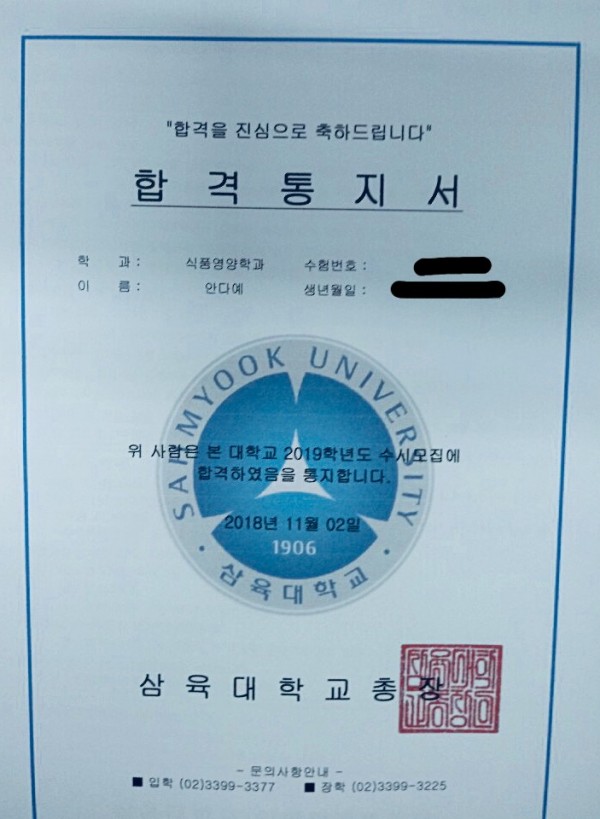 "합격을 진심으로 축하드립니다"
합 격 통 지 서
학 과 : 식품영양학과 수험번호 :
이 름 : 안다예 생년월일 :
SAHMYOOK UNIVERSITY
위 사람은 본 대학교 2019학년도 수시모집에
합격하였음을 통지합니다.
2018년 11월 02일
1906
삼육대학교
삼 육 대 학 교 총 장
- 문의사항안내 -
■ 입학 (02)3399-3377 ■ 장학 (02)3399-3225